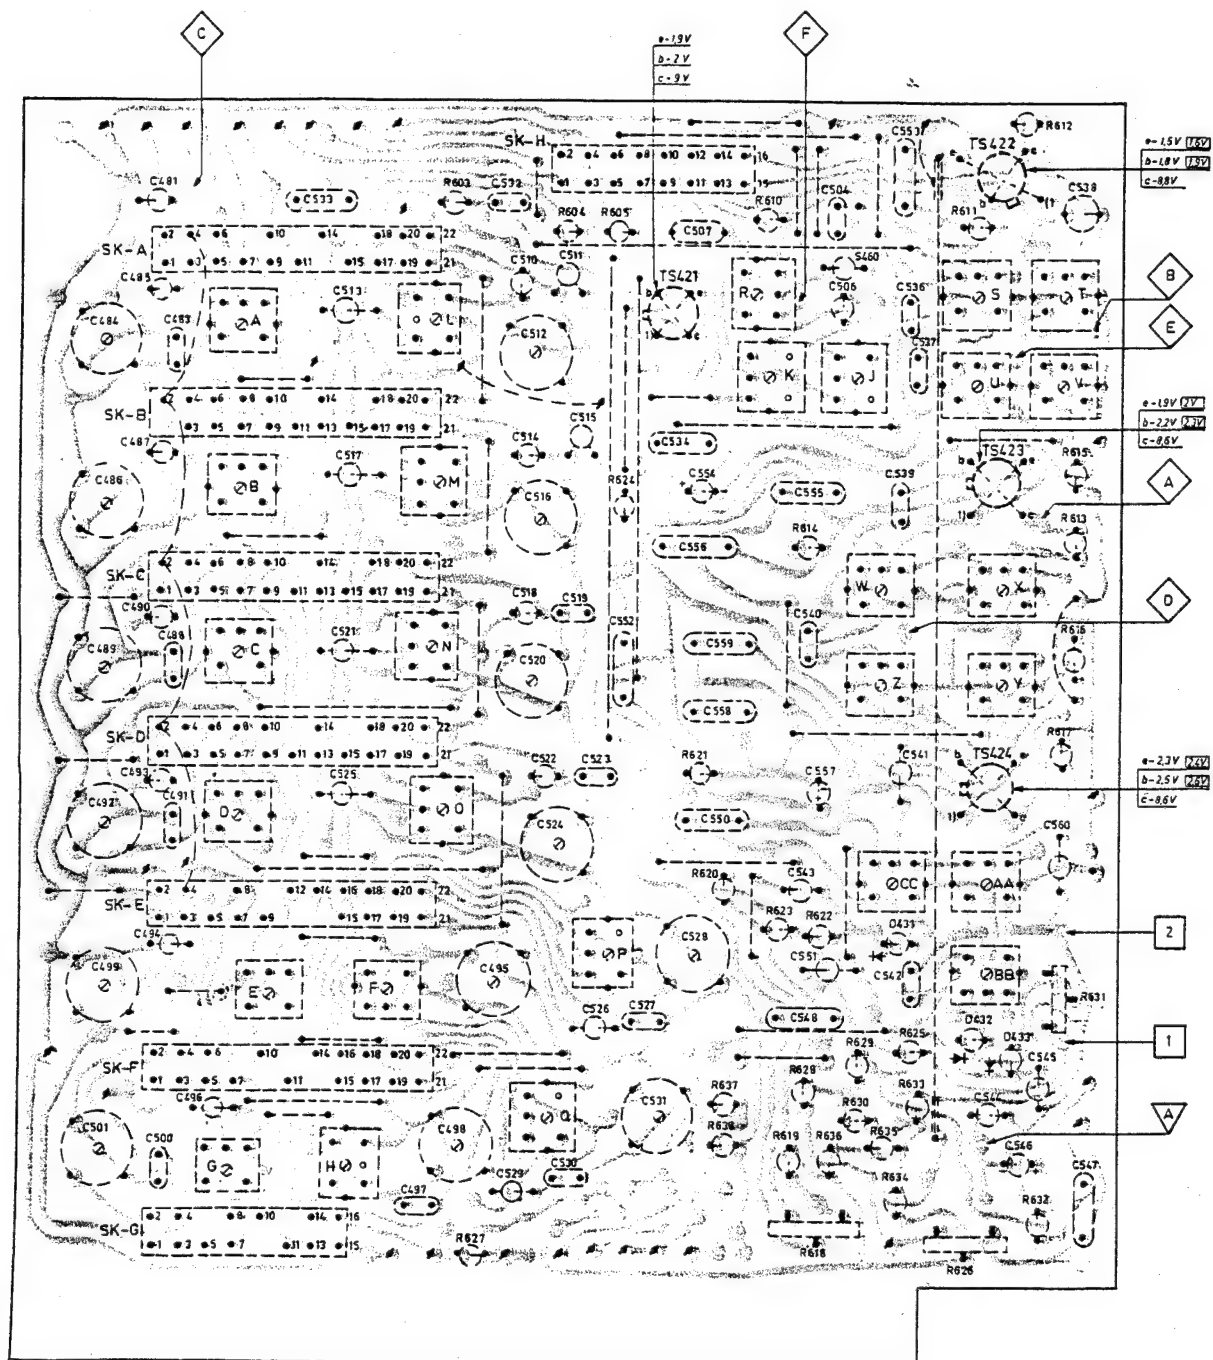 C
F
e-1,9V
b-2V
c-9V
R612
TS422
e-1,5V 1,6V
b-1,8V 1,9V
c-8,8V
SK-H
2 4 6 8 10 12 14 16
1 3 5 7 9 11 13 15
C553
C481
C533
R603
C532
R604
R605
C507
R610
C504
R611
C538
SK-A
2 4 6 10 14 18 20 22
1 3 5 7 9 11 15 17 19 21
C485
C510
C511
S460
B
C484
C483
A
C513
L
C512
TS421
R
C506
C536
S
T
E
K
J
C537
U
V
SK-B
2 4 6 8 10 14 18 20 22
3 5 7 9 11 13 15 17 19 21
e-1,9V 2V
b-2,2V 2,3V
c-8,6V
C487
C514
C515
C534
TS423
R615
C486
B
C517
M
C516
R624
C554
C555
C539
A
R613
C556
R614
SK-C
2 4 6 8 10 14 18 20 22
1 3 5 7 9 11 13 15 17 19 21
W
X
C490
C518
C519
D
C489
C488
C
C521
N
C520
C552
C559
C540
R616
Z
Y
C558
SK-D
2 4 6 8 10 14 18 20 22
1 3 5 7 9 11 13 15 17 19 21
R617
C493
C525
C522
C523
R621
C557
C541
TS424
e-2,3V 2,4V
b-2,5V 2,6V
c-8,6V
C492
C491
D
O
C524
C550
C560
SK-E
2 4 8 12 14 16 18 20 22
1 3 5 7 9 15 17 19 21
R620
C543
CC
AA
C494
R623
R622
D431
2
C499
E
F
C495
P
C528
C551
C542
BB
R631
C526
C527
C548
SK-F
2 4 6 10 14 16 18 20 22
1 3 5 7 11 15 17 19 21
R629
R625
D432
D433
C545
1
C496
R637
R638
R628
R630
R633
C544
C501
C500
G
H
C498
Q
C531
R619
R636
R635
A
C546
C547
C529
C530
C497
R634
R632
SK-G
2 4 8 10 14 16
1 3 5 7 11 13 15
R627
R618
R626